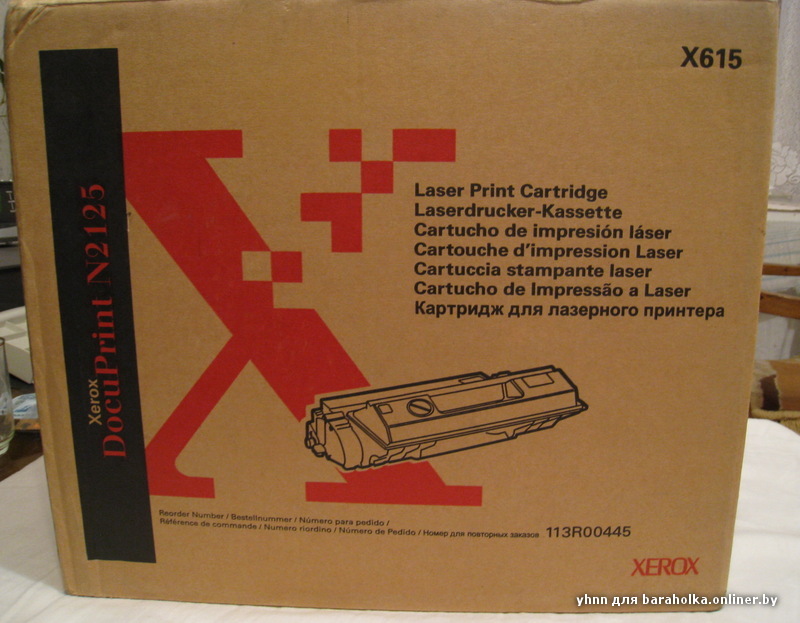 X615
Xerox
DocuPrint N2125
Laser Print Cartridge
Laserdrucker-Kassette
Cartucho de impresión láser
Cartouche d'impression Laser
Cartuccia stampante laser
Cartucho de Impressão a Laser
Картридж для лазерного принтера
Reorder Number / Bestellnummer / Número para pedido /
Référence de commande / Numero riordino / Número de Pedido / Номер для повторных заказов 113R00445
XEROX
yhnn для baraholka.onliner.by